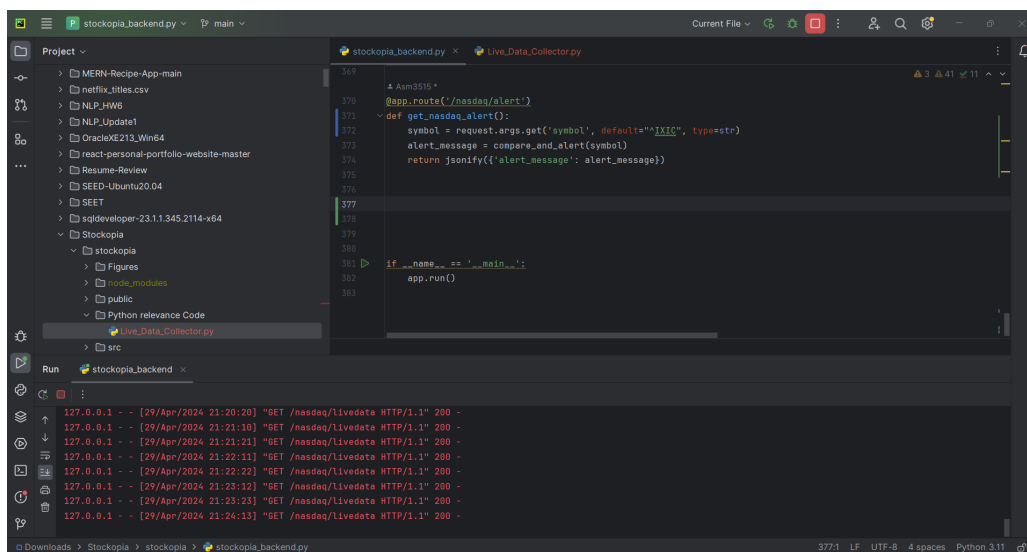 P stockopia_backend.py main Current File
Project
stockopia_backend.py Live_Data_Collector.py
MERN-Recipe-App-main
netflix_titles.csv
NLP_HW6
NLP_Update1
OracleXE213_Win64
react-personal-portfolio-website-master
Resume-Review
SEED-Ubuntu20.04
SEET
sqldeveloper-23.1.1.345.2114-x64
Stockopia
stockopia
Figures
node_modules
public
Python relevance Code
Live_Data_Collector.py
src
3 41 11
369
Asm3515 *
370 @app.route('/nasdaq/alert')
371 def get_nasdaq_alert():
372 symbol = request.args.get('symbol', default="^IXIC", type=str)
373 alert_message = compare_and_alert(symbol)
374 return jsonify({'alert_message': alert_message})
375
376
377
378
379
380
381 if __name__ == '__main__':
382 app.run()
383
Run stockopia_backend
127.0.0.1 - - [29/Apr/2024 21:20:20] "GET /nasdaq/livedata HTTP/1.1" 200 -
127.0.0.1 - - [29/Apr/2024 21:21:10] "GET /nasdaq/livedata HTTP/1.1" 200 -
127.0.0.1 - - [29/Apr/2024 21:21:21] "GET /nasdaq/livedata HTTP/1.1" 200 -
127.0.0.1 - - [29/Apr/2024 21:22:11] "GET /nasdaq/livedata HTTP/1.1" 200 -
127.0.0.1 - - [29/Apr/2024 21:22:22] "GET /nasdaq/livedata HTTP/1.1" 200 -
127.0.0.1 - - [29/Apr/2024 21:23:12] "GET /nasdaq/livedata HTTP/1.1" 200 -
127.0.0.1 - - [29/Apr/2024 21:23:23] "GET /nasdaq/livedata HTTP/1.1" 200 -
127.0.0.1 - - [29/Apr/2024 21:24:13] "GET /nasdaq/livedata HTTP/1.1" 200 -
Downloads > Stockopia > stockopia > stockopia_backend.py 377:1 LF UTF-8 4 spaces Python 3.11